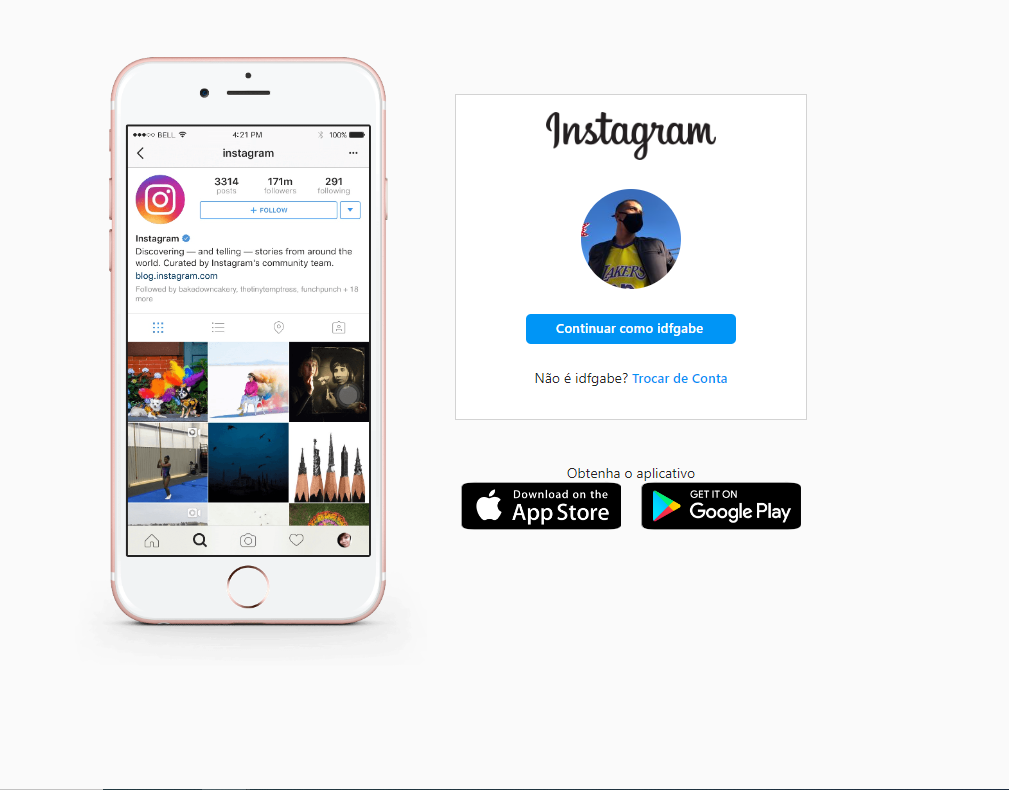 BELL
4:21 PM
100%
instagram
3314
posts
171m
followers
291
following
+ FOLLOW
Instagram
Discovering — and telling — stories from around the
world. Curated by Instagram's community team.
blog.instagram.com
Followed by bakedowncakery, thetinytemptress, funchpunch + 18
more
Instagram
LAKERS
Continuar como idfgabe
Não é idfgabe? Trocar de Conta
Obtenha o aplicativo
Download on the
App Store
GET IT ON
Google Play